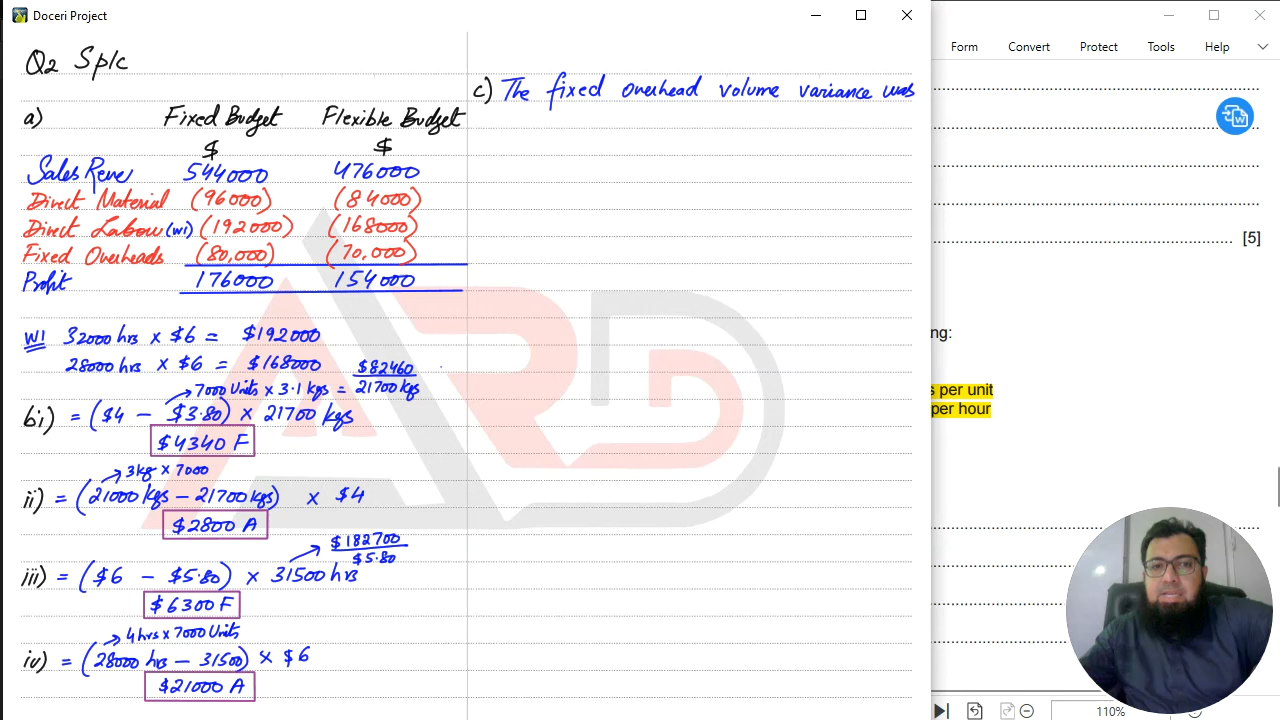 Doceri Project
Q2 Splc
a) Fixed Budget Flexible Budget
$ $
Sales Reve 544000 476000
Direct Material (96000) (84000)
Direct Labour (W1) (192000) (168000)
Fixed Overheads (80,000) (70,000)
Profit 176000 154000
W1 32000 hrs x $6 = $192000
28000 hrs x $6 = $168000
$82460
7000 Units x 3.1 kgs = 21700 kgs
bi) = ($4 - $3.80) x 21700 kgs
$4340 F
3kg x 7000
ii) = (21000 kgs - 21700 kgs) x $4
$2800 A
$182700
$5.80
iii) = ($6 - $5.80) x 31500 hrs
$6300 F
4 hrs x 7000 Units
iv) = (28000 hrs - 31500) x $6
$21000 A
c) The fixed overhead volume variance was
ARD
Form Convert Protect Tools Help
[5]
ng:
s per unit
per hour
110%